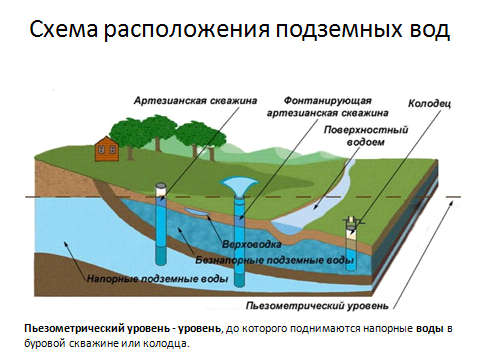 Схема расположения подземных вод
Артезианская скважина
Фонтанирующая
артезианская скважина
Колодец
Поверхностный
водоем
Верховодка
Безнапорные подземные воды
Напорные подземные воды
Пьезометрический уровень
Пьезометрический уровень - уровень, до которого поднимаются напорные воды в
буровой скважине или колодца.